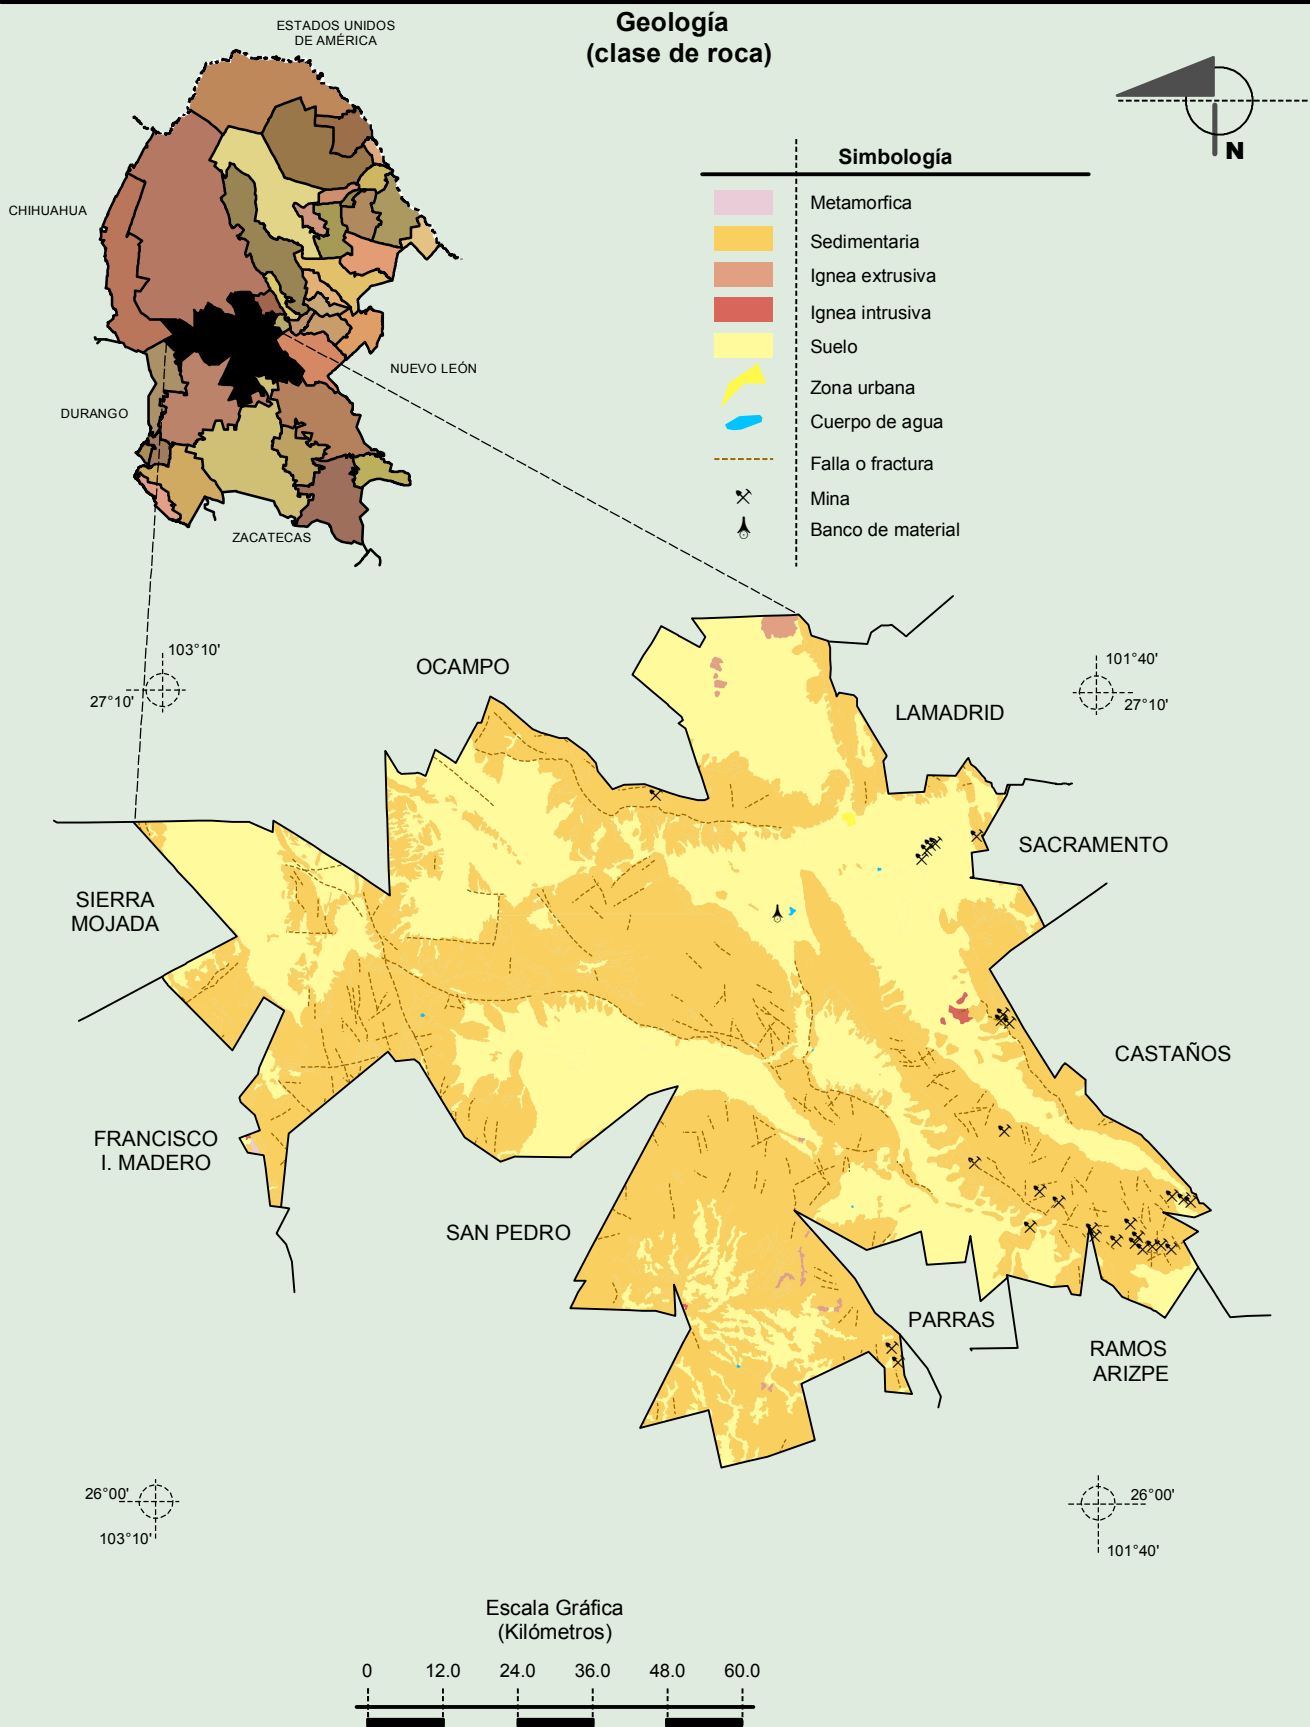 Geología
(clase de roca)
ESTADOS UNIDOS
DE AMÉRICA
CHIHUAHUA
NUEVO LEÓN
DURANGO
ZACATECAS
N
Simbología
Metamorfica
Sedimentaria
Ignea extrusiva
Ignea intrusiva
Suelo
Zona urbana
Cuerpo de agua
Falla o fractura
Mina
Banco de material
103°10'
27°10'
101°40'
27°10'
OCAMPO
LAMADRID
SACRAMENTO
SIERRA
MOJADA
CASTAÑOS
FRANCISCO
I. MADERO
SAN PEDRO
PARRAS
RAMOS
ARIZPE
26°00'
103°10'
26°00'
101°40'
Escala Gráfica
(Kilómetros)
0 12.0 24.0 36.0 48.0 60.0